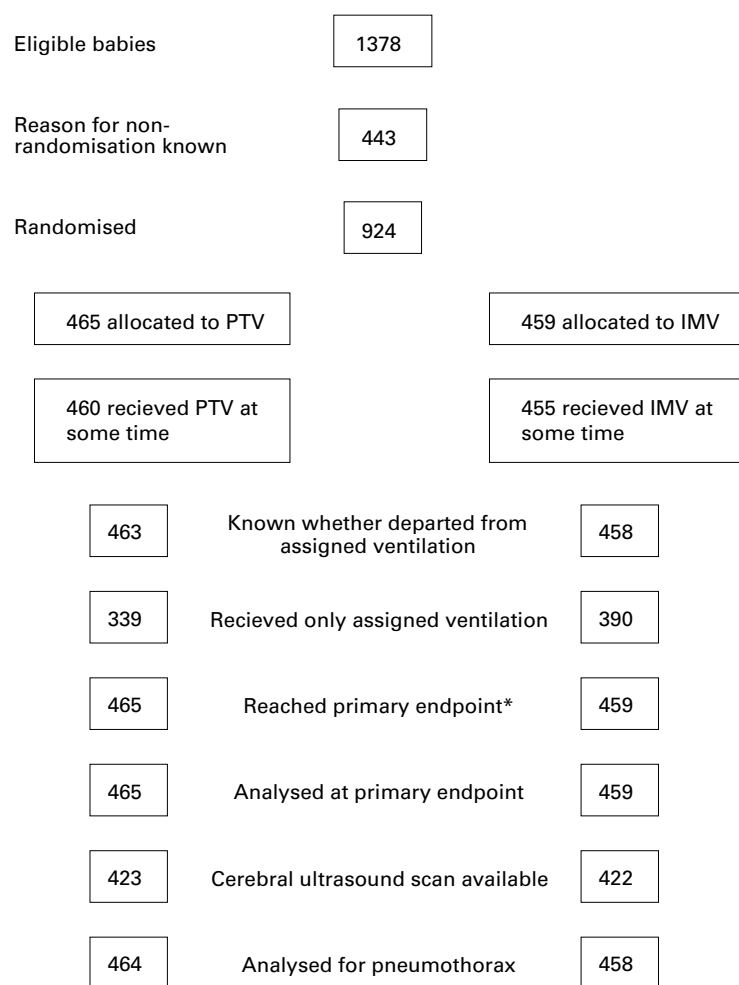 Eligible babies 1378
Reason for non-
randomisation known 443
Randomised 924
465 allocated to PTV 459 allocated to IMV
460 recieved PTV at 455 recieved IMV at
some time some time
463 Known whether departed from 458
assigned ventilation
339 Recieved only assigned ventilation 390
465 Reached primary endpoint* 459
465 Analysed at primary endpoint 459
423 Cerebral ultrasound scan available 422
464 Analysed for pneumothorax 458